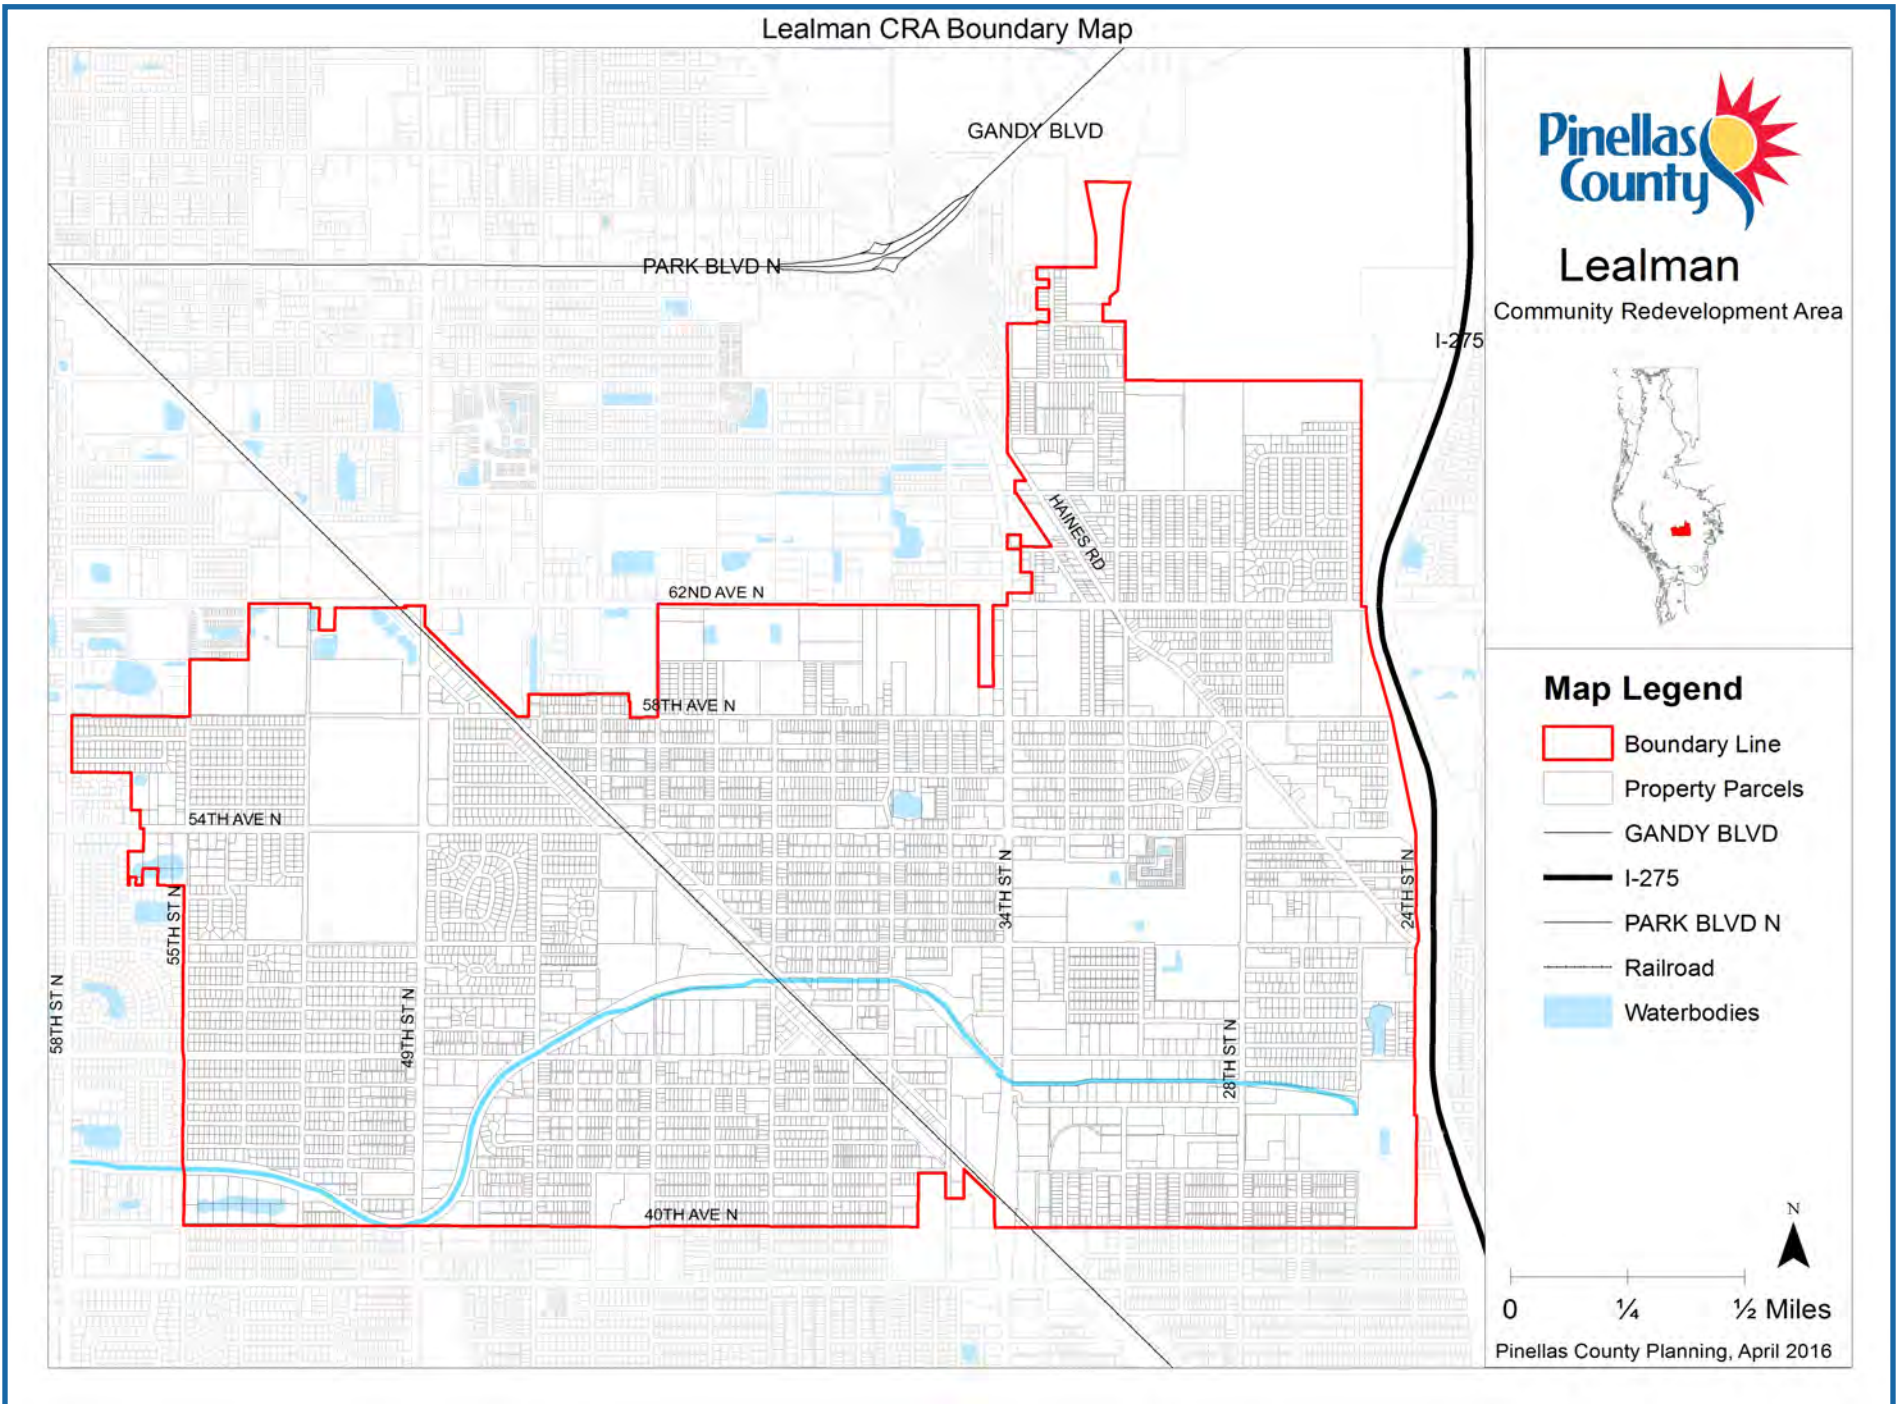 Lealman CRA Boundary Map
GANDY BLVD
PARK BLVD N
I-275
HAINES RD
62ND AVE N
58TH AVE N
54TH AVE N
34TH ST N
24TH ST N
55TH ST N
58TH ST N
49TH ST N
28TH ST N
40TH AVE N
Pinellas
County
Lealman
Community Redevelopment Area
Map Legend
Boundary Line
Property Parcels
GANDY BLVD
I-275
PARK BLVD N
Railroad
Waterbodies
N
0 ¼ ½ Miles
Pinellas County Planning, April 2016